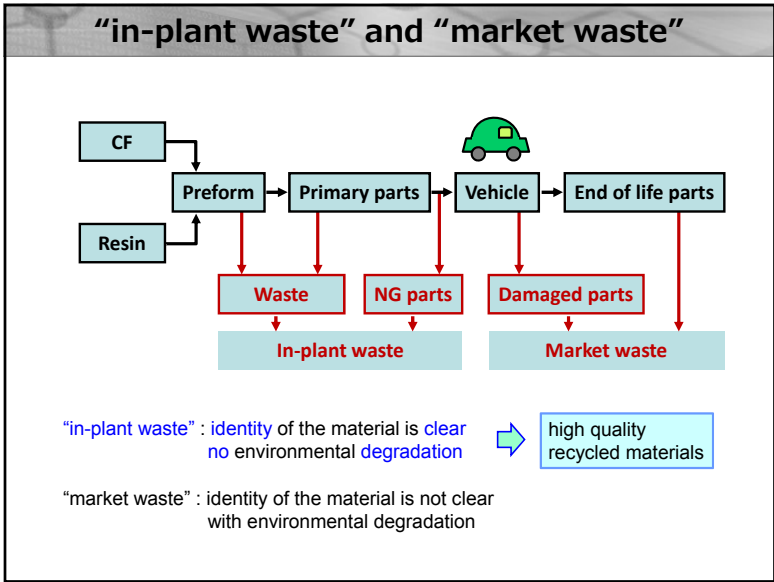 “in-plant waste” and “market waste”
CF
Preform
Primary parts
Vehicle
End of life parts
Resin
Waste
NG parts
Damaged parts
In-plant waste
Market waste
“in-plant waste” : identity of the material is clear
no environmental degradation
high quality
recycled materials
“market waste” : identity of the material is not clear
with environmental degradation